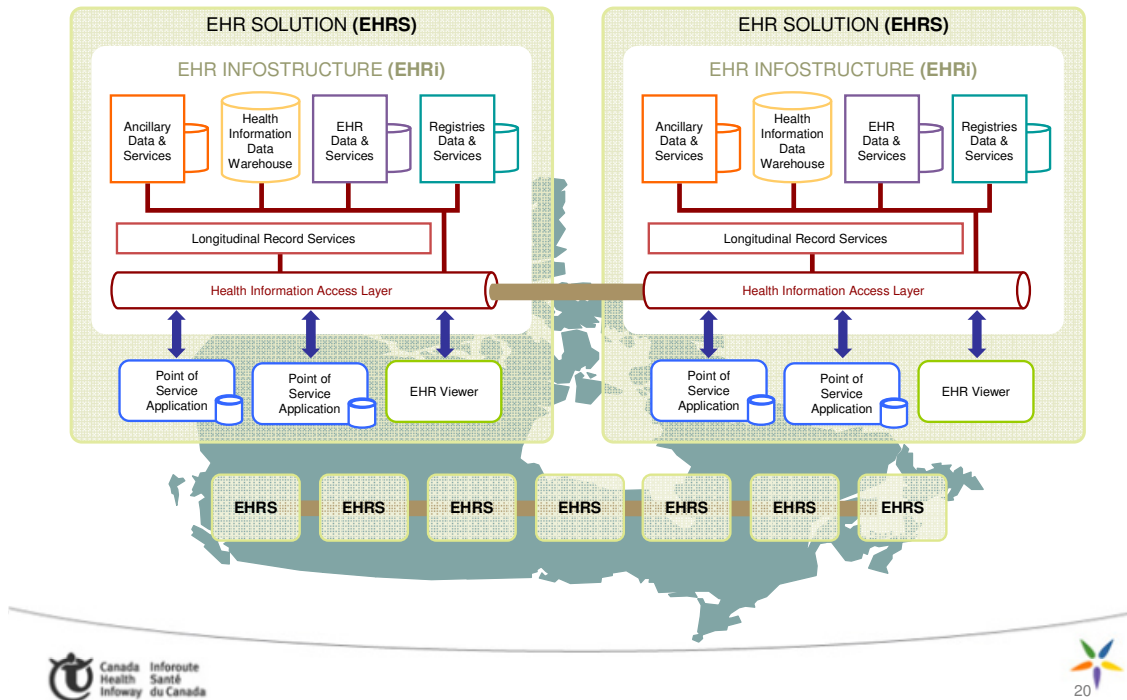 EHR SOLUTION (EHRS)
EHR INFOSTRUCTURE (EHRi)
Ancillary
Data &
Services
Health
Information
Data
Warehouse
EHR
Data &
Services
Registries
Data &
Services
Longitudinal Record Services
Health Information Access Layer
Point of
Service
Application
Point of
Service
Application
EHR Viewer
EHR SOLUTION (EHRS)
EHR INFOSTRUCTURE (EHRi)
Ancillary
Data &
Services
Health
Information
Data
Warehouse
EHR
Data &
Services
Registries
Data &
Services
Longitudinal Record Services
Health Information Access Layer
Point of
Service
Application
Point of
Service
Application
EHR Viewer
EHRS
EHRS
EHRS
EHRS
EHRS
EHRS
EHRS
Canada Inforoute
Health Santé
Infoway du Canada
20